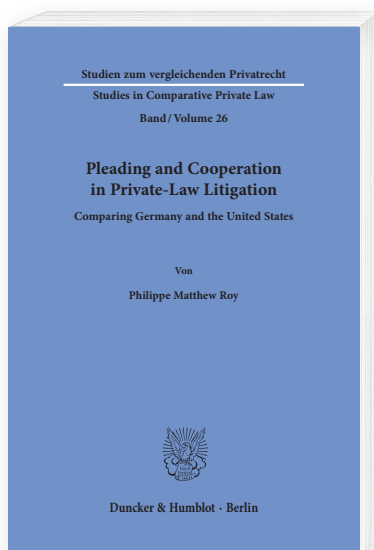 Studien zum vergleichenden Privatrecht
Studies in Comparative Private Law
Band / Volume 26
Pleading and Cooperation
in Private-Law Litigation
Comparing Germany and the United States
Von
Philippe Matthew Roy
Duncker & Humblot · Berlin